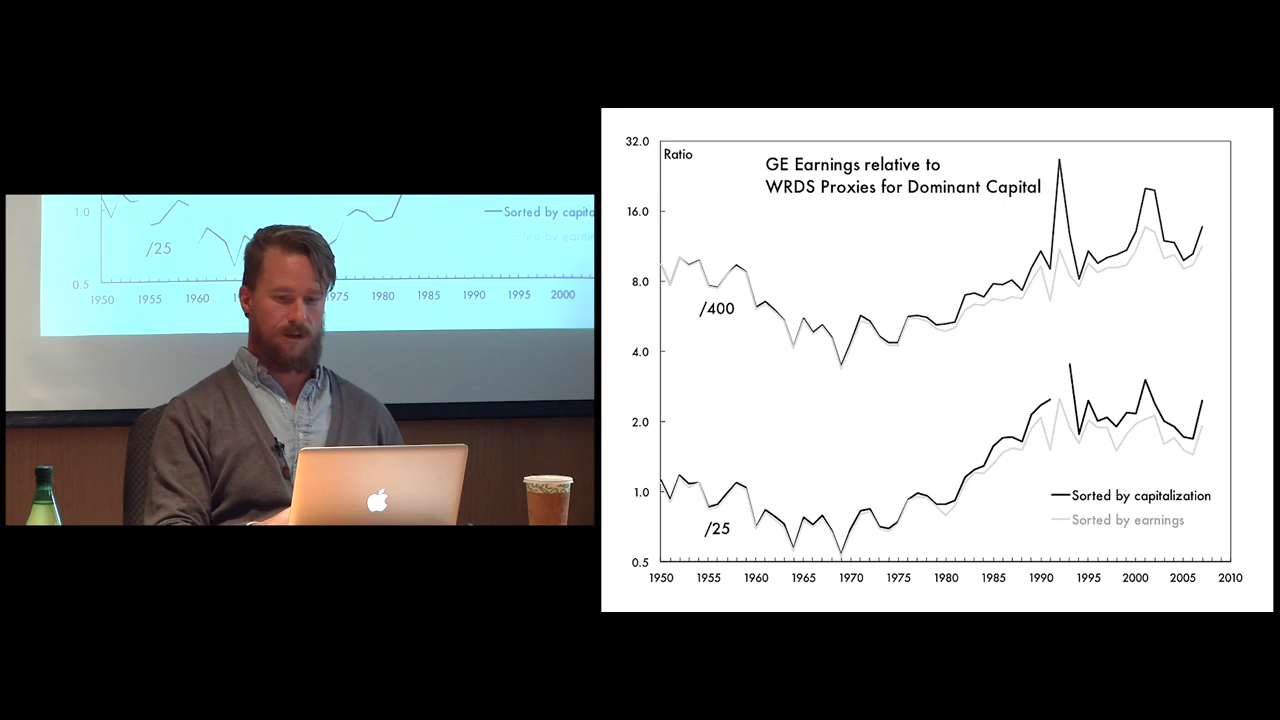 1.0
Sorted by capita
/25
0.5
1950 1955 1960 1975 1980 1985 1990 1995 2000
32.0
Ratio
GE Earnings relative to
WRDS Proxies for Dominant Capital
16.0
8.0
/400
4.0
2.0
1.0
Sorted by capitalization
Sorted by earnings
/25
0.5
1950 1955 1960 1965 1970 1975 1980 1985 1990 1995 2000 2005 2010